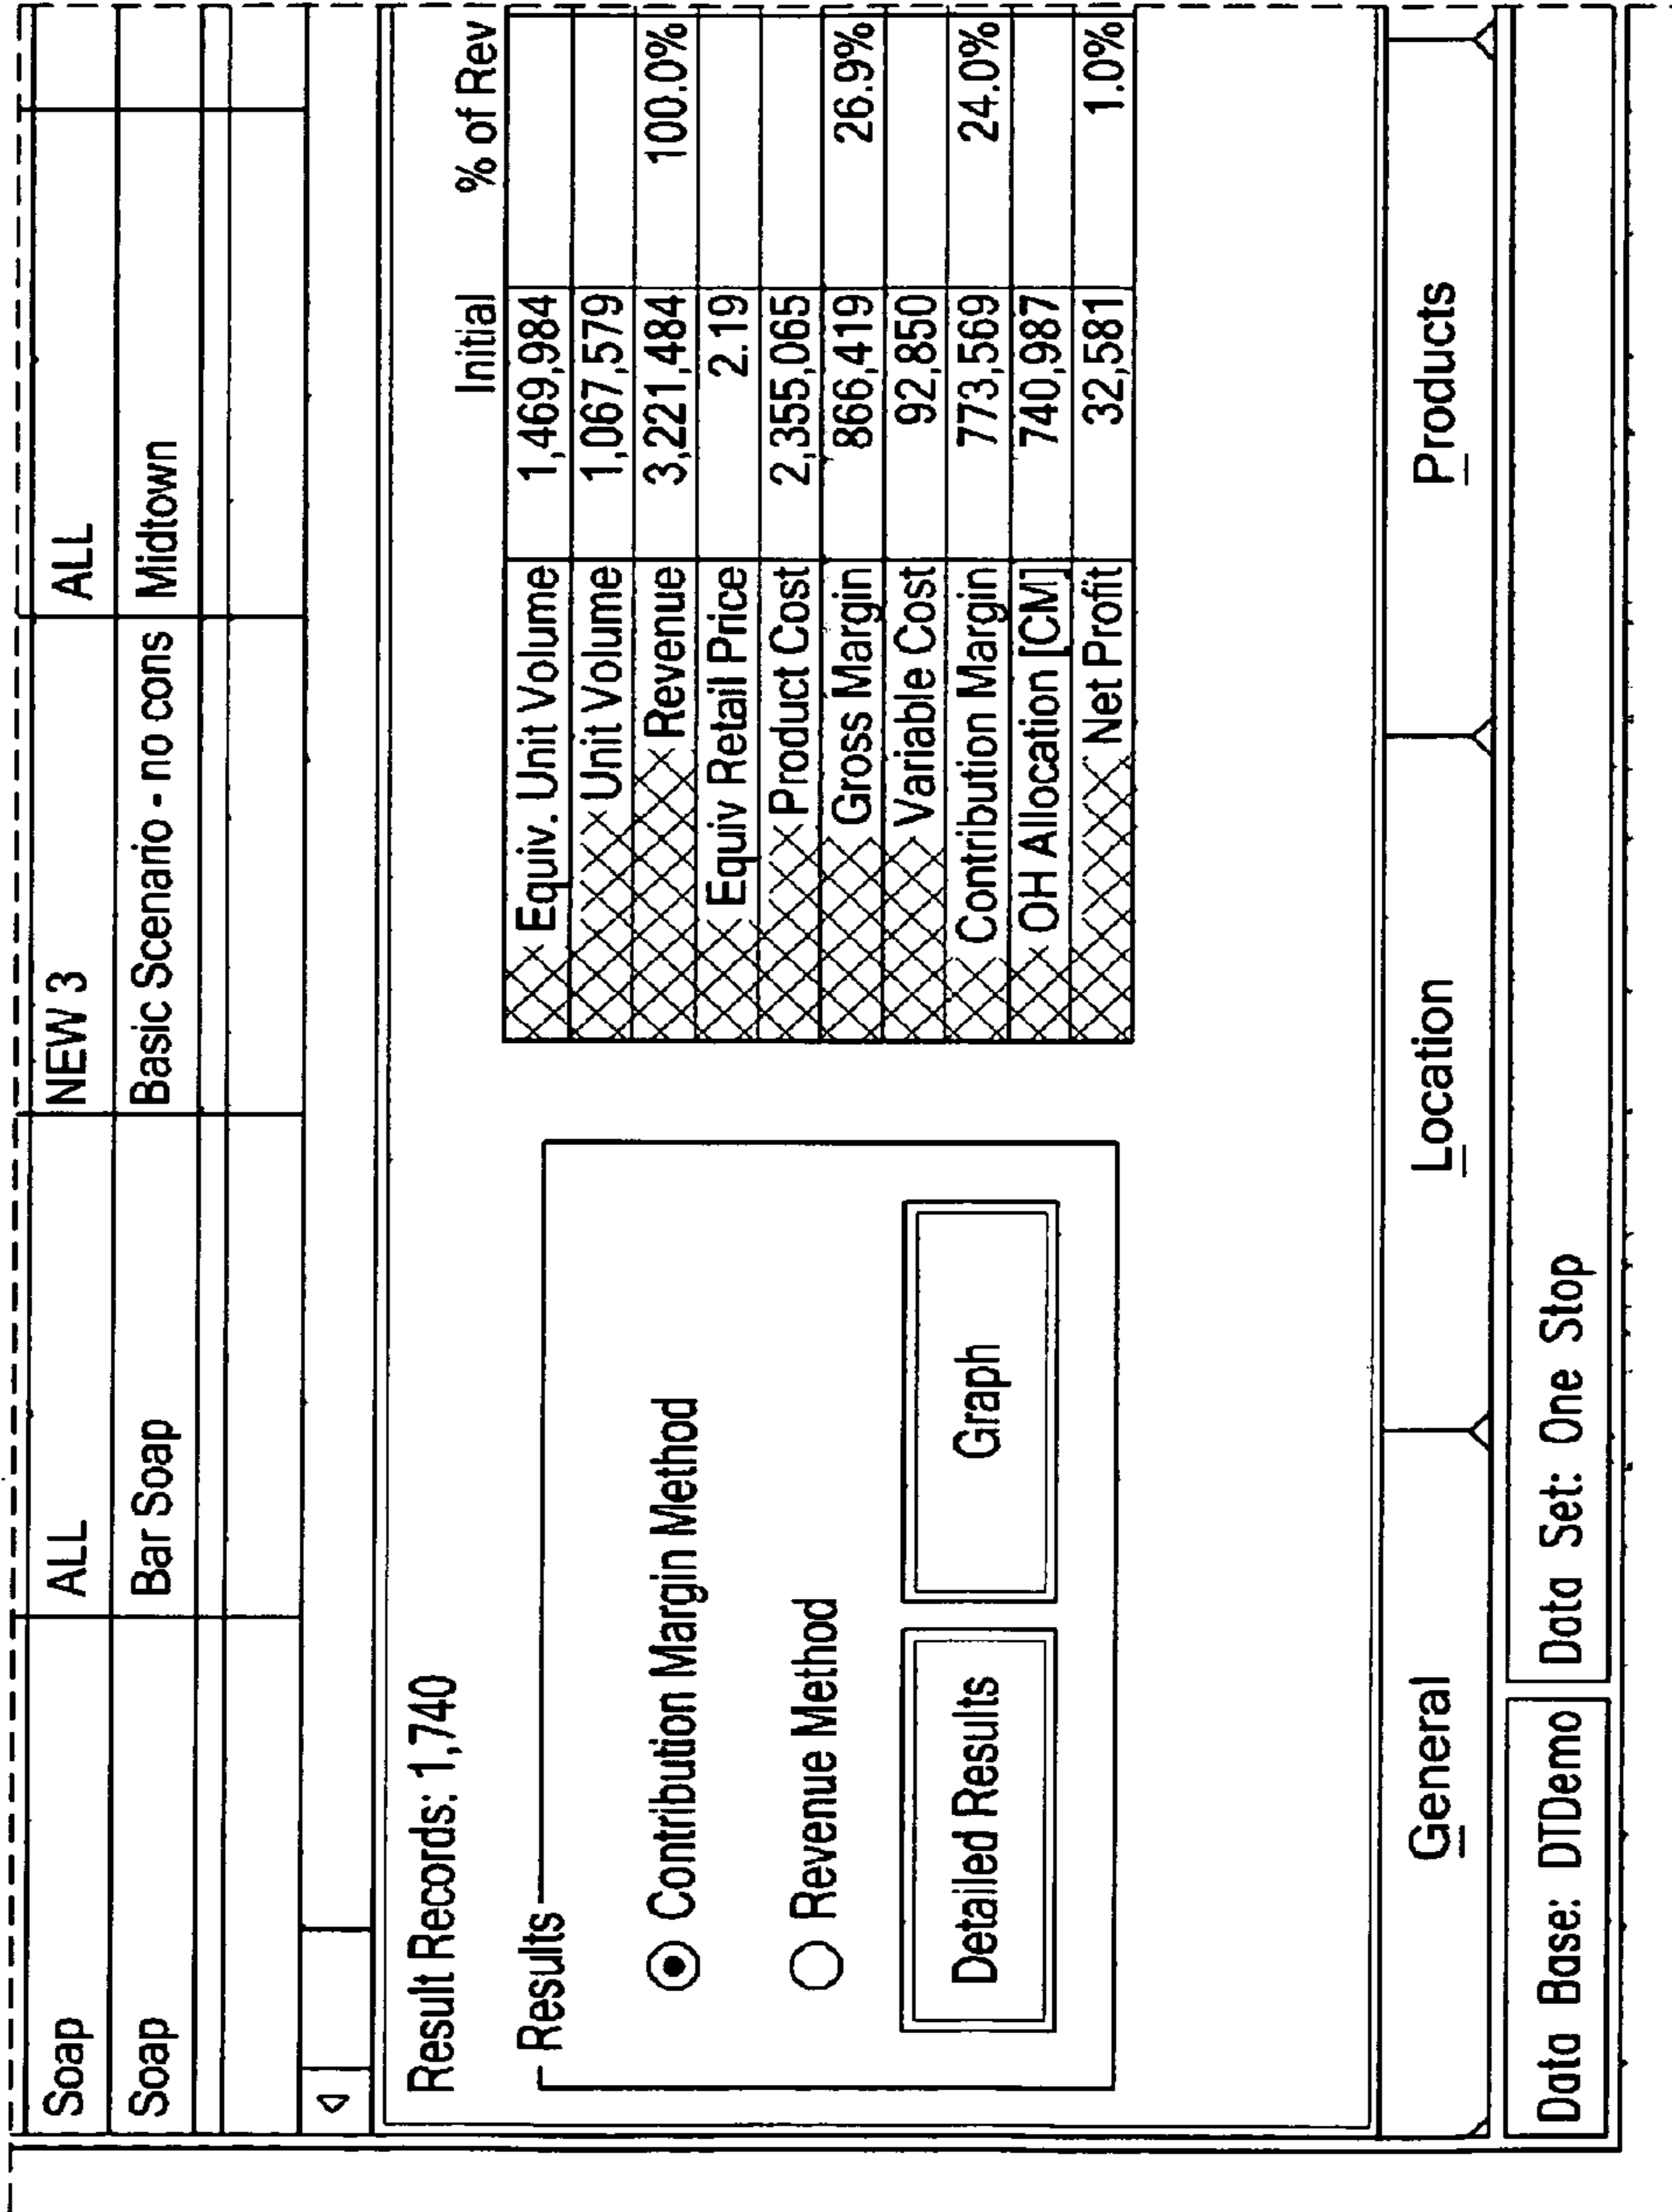 Soap ALL NEW 3 ALL
Soap Bar Soap Basic Scenario - no cons Midtown
Result Records: 1,740
Initial % of Rev
Results
Contribution Margin Method
Revenue Method
Detailed Results Graph
Equiv. Unit Volume 1,469,984
Unit Volume 1,067,579
Revenue 3,221,484 100.0%
Equiv Retail Price 2.19
Product Cost 2,355,065
Gross Margin 866,419 26.9%
Variable Cost 92,850
Contribution Margin 773,569 24.0%
OH Allocation [CM] 740,987
Net Profit 32,581 1.0%
General Location Products
Data Base: DTDemo Data Set: One Stop